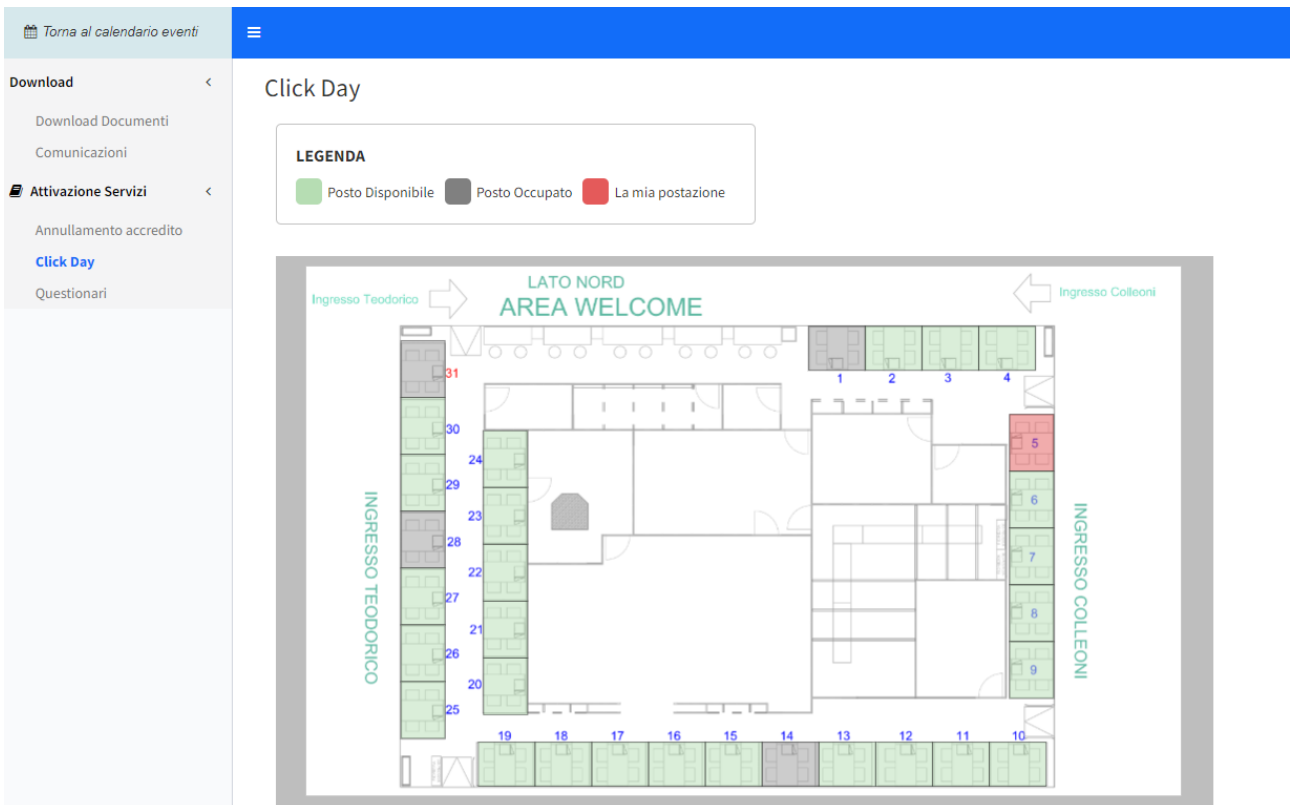 Torna al calendario eventi
Download
Download Documenti
Comunicazioni
Attivazione Servizi
Annullamento accredito
Click Day
Questionari
Click Day
LEGENDA
Posto Disponibile Posto Occupato La mia postazione
LATO NORD
AREA WELCOME
Ingresso Teodorico
Ingresso Colleoni
31
1 2 3 4
30
5
24
29
6
23
28
7
22
27
8
21
26
9
20
25
INGRESSO TEODORICO
INGRESSO COLLEONI
19 18 17 16 15 14 13 12 11 10